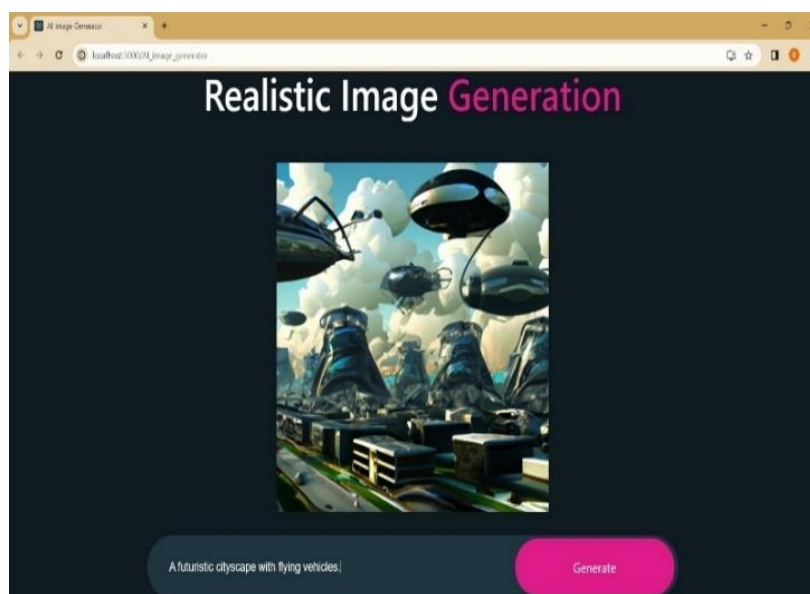 AI image Generator
localhost:3000/AI_image_generator
Realistic Image Generation
A futuristic cityscape with flying vehicles.
Generate